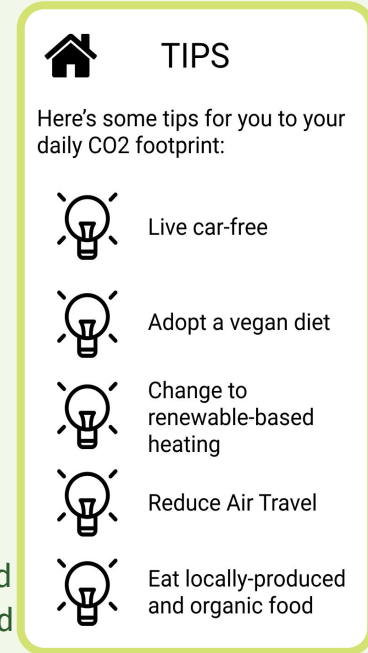 TIPS
Here's some tips for you to your
daily CO2 footprint:
Live car-free
Adopt a vegan diet
Change to
renewable-based
heating
Reduce Air Travel
Eat locally-produced
and organic food
d
d